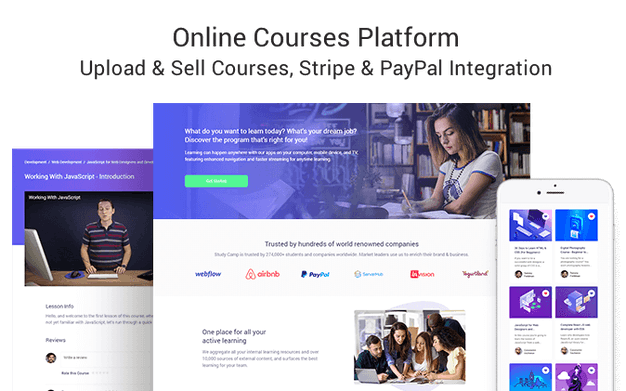 Online Courses Platform
Upload & Sell Courses, Stripe & PayPal Integration
Development / Web Development / JavaScript for Web Designers and
Working With JavaScript - Introduction
Working With JavaScript
Lesson Info
Hello, and welcome to the first lesson of this course
not yet familiar with JavaScript let's run through a quick
Reviews
Write a review
Rate this Course
What do you want to learn today? What's your dream job?
Discover the program that's right for you!
Learning can happen anywhere with our apps on your computer, mobile device, and TV,
featuring enhanced navigation and faster streaming for anytime learning.
Get Started
Trusted by hundreds of world renowned companies
Study Camp is trusted by 274,000+ students and companies worldwide. Market leaders use us to enrich their brand & business.
webflow
airbnb
PayPal
ServerHub
vision
One place for all your
active learning
We aggregate all your internal learning resources and over
10,000 sources of external content, and surfaces the best
learning for your team.